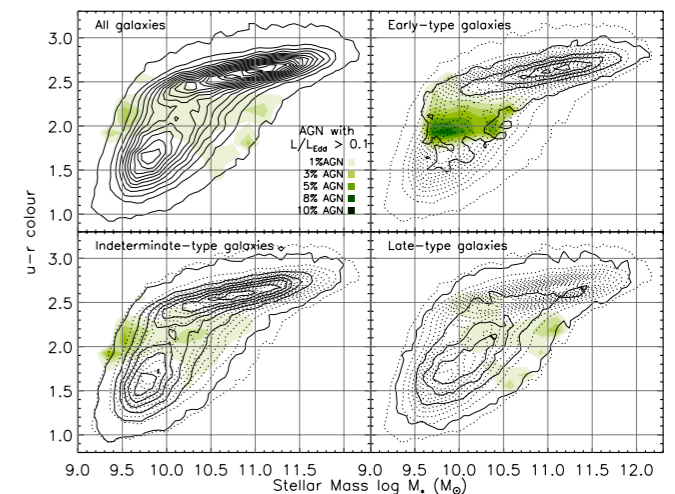 All galaxies
Early-type galaxies
3.0
2.5
2.0
1.5
1.0
AGN with
L/L_Edd > 0.1
1%AGN
3% AGN
5% AGN
8% AGN
10% AGN
u-r colour
Indeterminate-type galaxies
Late-type galaxies
3.0
2.5
2.0
1.5
1.0
9.0 9.5 10.0 10.5 11.0 9.0 9.5 10.0 10.5 11.0 11.5 12.0
Stellar Mass log M⋆ (M⊙)